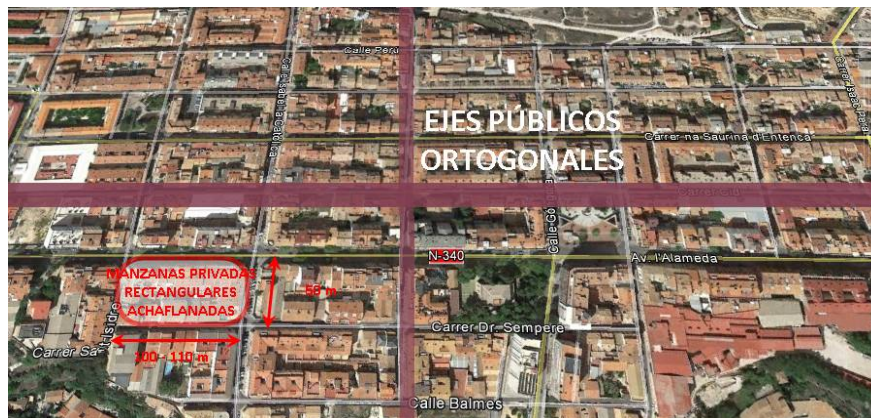 Calle Perú
EJES PÚBLICOS
ORTOGONALES
Carrer na Saurina d'Entença
N-340
Av. l'Alameda
MANZANAS PRIVADAS
RECTANGULARES
ACHAFLANADAS
50 m
Carrer Dr. Sempere
100 - 110 m
Calle Balmes